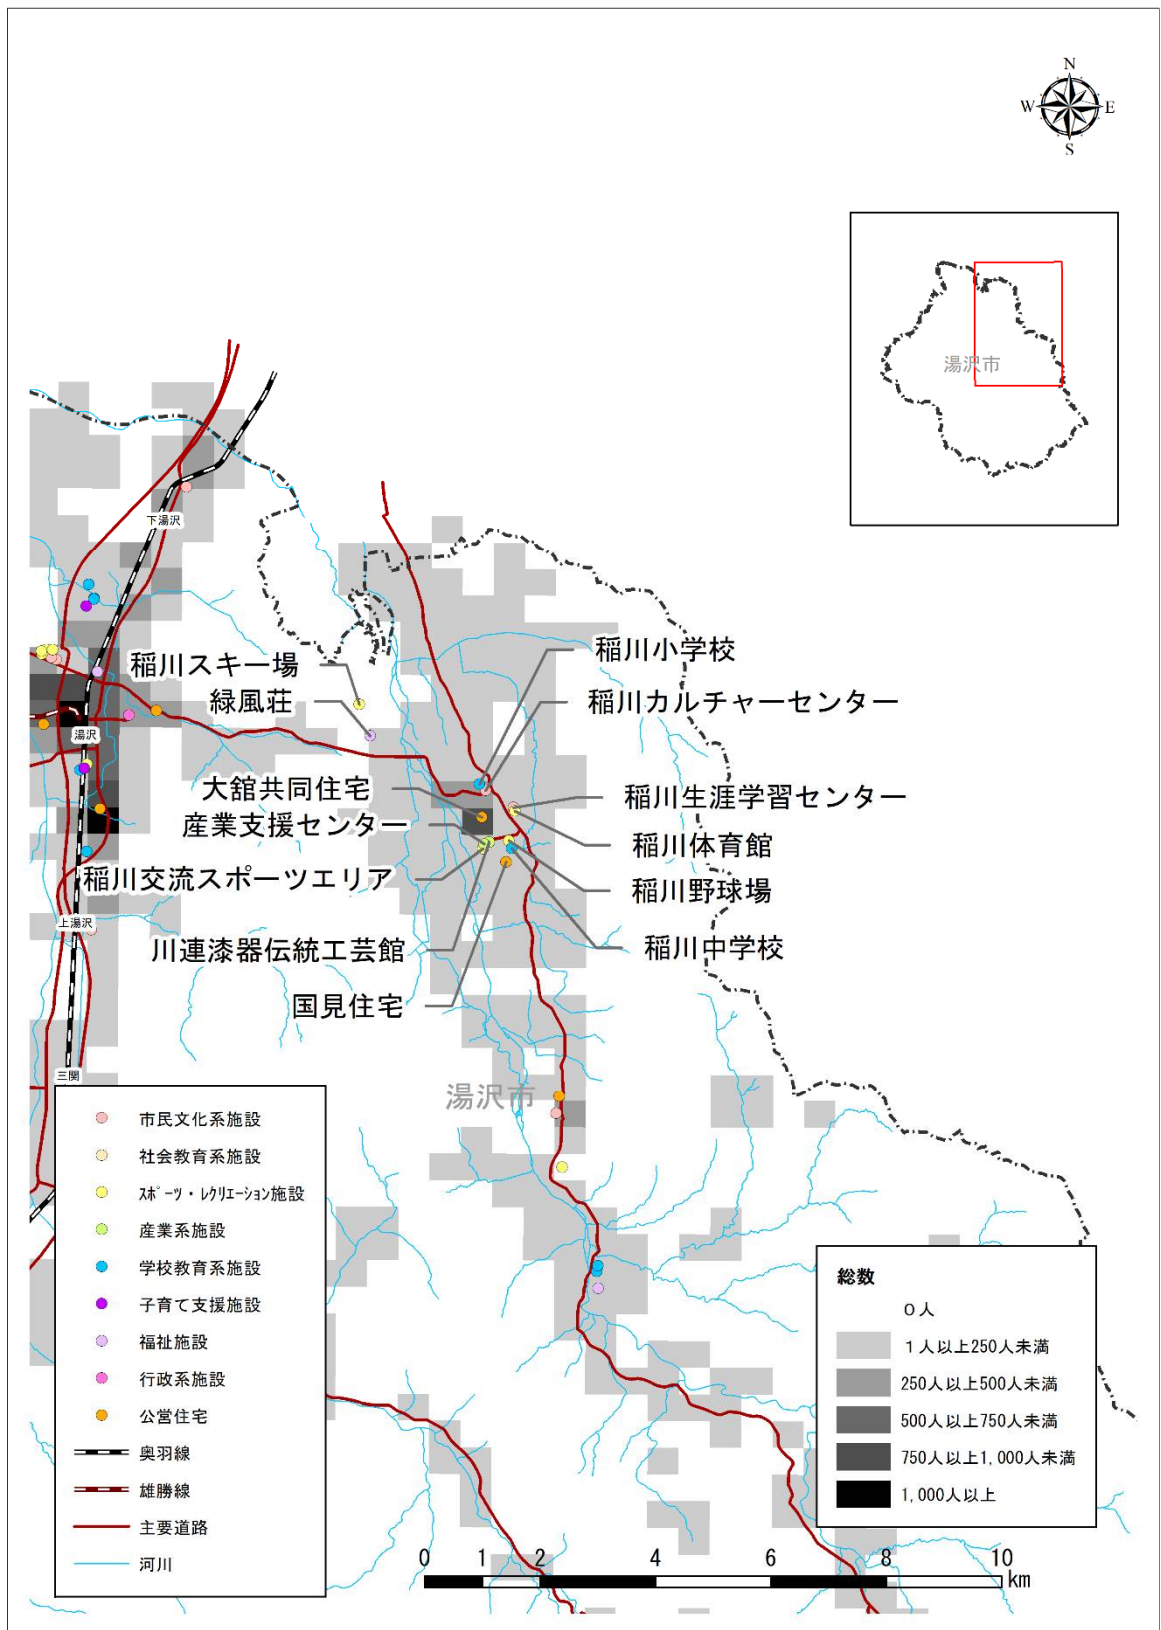 N
W
E
S
湯沢市
下湯沢
稲川スキー場
緑風荘
稲川小学校
稲川カルチャーセンター
湯沢
大舘共同住宅
産業支援センター
稲川交流スポーツエリア
稲川生涯学習センター
稲川体育館
稲川野球場
上湯沢
川連漆器伝統工芸館
稲川中学校
国見住宅
三関
湯沢市
市民文化系施設
社会教育系施設
ｽﾎﾟｰﾂ・ﾚｸﾘｴｰｼｮﾝ施設
産業系施設
学校教育系施設
子育て支援施設
福祉施設
行政系施設
公営住宅
奥羽線
雄勝線
主要道路
河川
総数
0人
1人以上250人未満
250人以上500人未満
500人以上750人未満
750人以上1,000人未満
1,000人以上
0 1 2 4 6 8 10
km